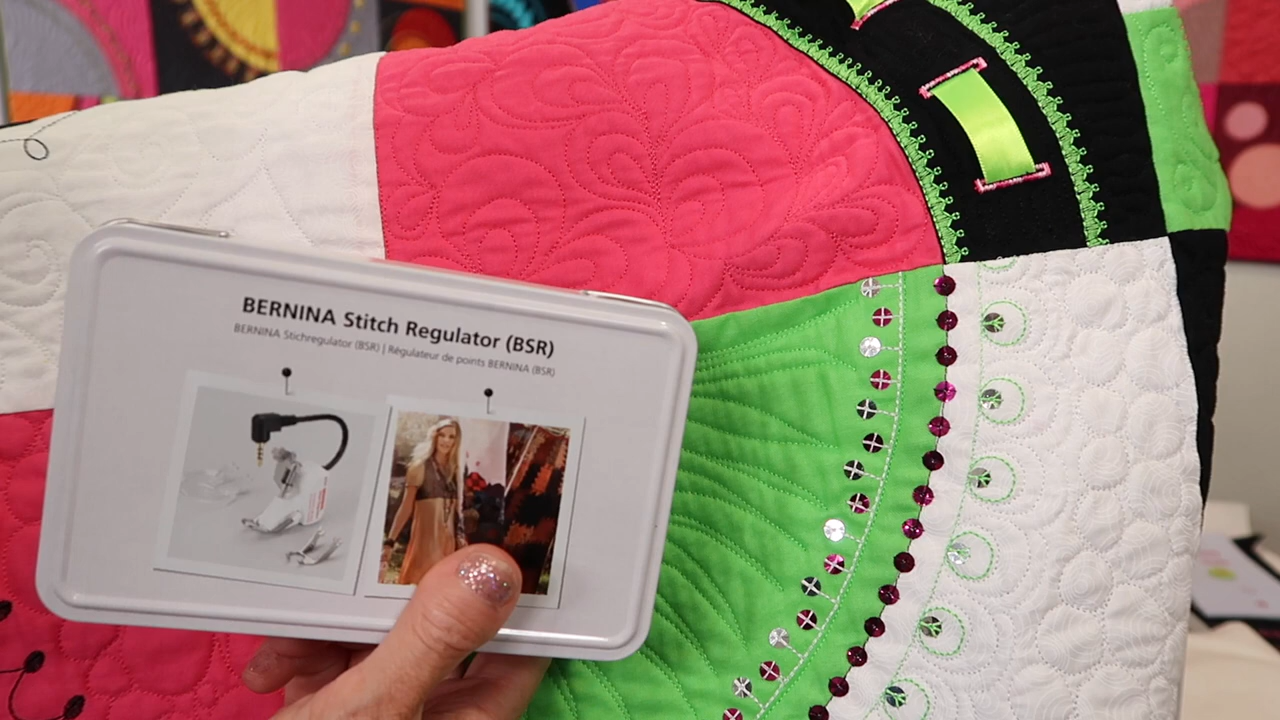 BERNINA Stitch Regulator (BSR)
BERNINA Stichregulator (BSR) | Régulateur de points BERNINA (BSR)